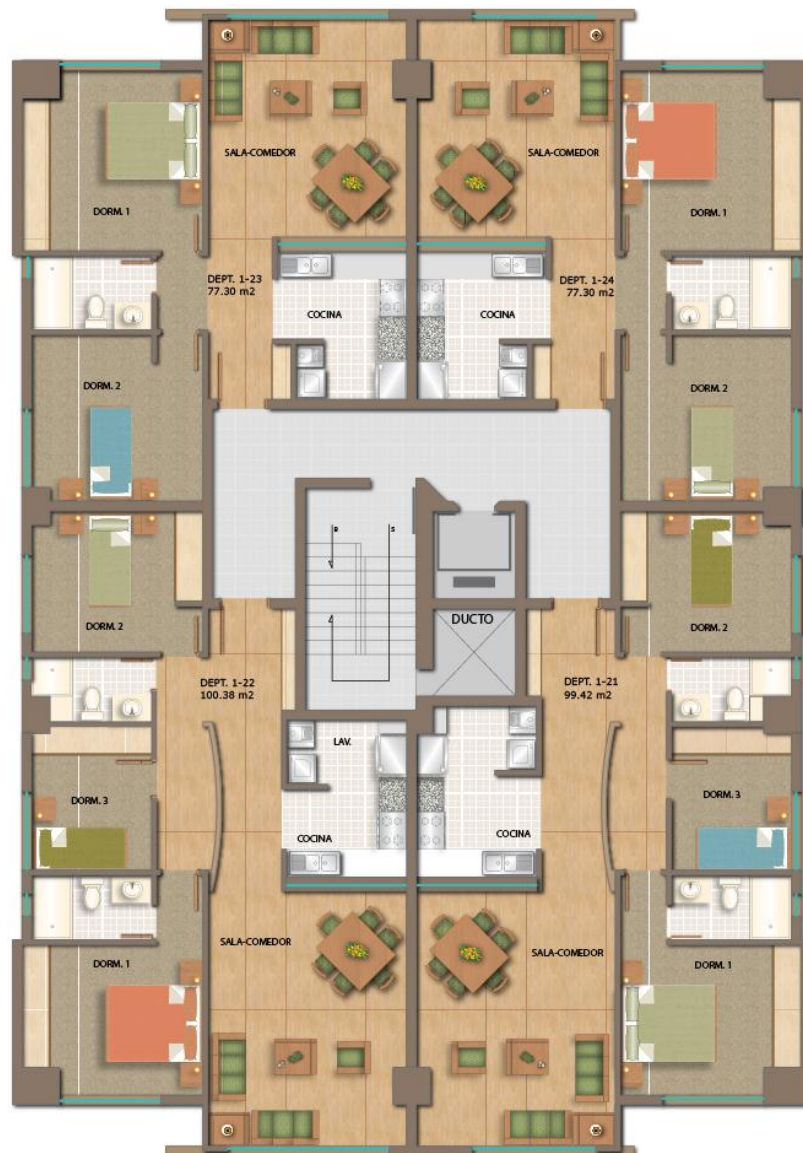 SALA-COMEDOR
SALA-COMEDOR
DORM. 1
DORM. 1
DEPT. 1-23
77.30 m2
DEPT. 1-24
77.30 m2
COCINA
COCINA
DORM. 2
DORM. 2
B
S
DUCTO
DORM. 2
DORM. 2
DEPT. 1-22
100.38 m2
DEPT. 1-21
99.42 m2
LAV.
DORM. 3
DORM. 3
COCINA
COCINA
SALA-COMEDOR
SALA-COMEDOR
DORM. 1
DORM. 1